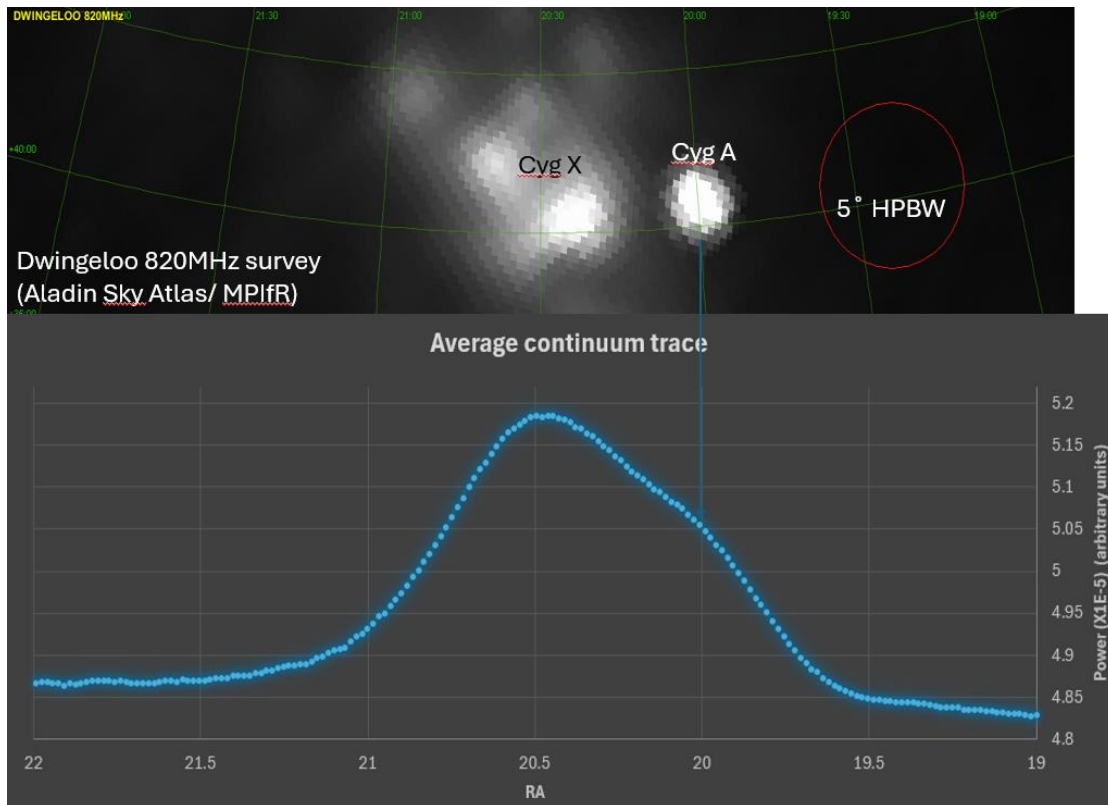 DWINGELOO 820MHz
21:30
21:00
20:30
20:00
19:30
19:00
+40:00
Cyg X
Cyg A
5° HPBW
Dwingeloo 820MHz survey
(Aladin Sky Atlas/ MPIfR)
Average continuum trace
5.2
5.15
5.1
5.05
5
4.95
4.9
4.85
4.8
Power (X1E-5) (arbitrary units)
22
21.5
21
20.5
20
19.5
19
RA